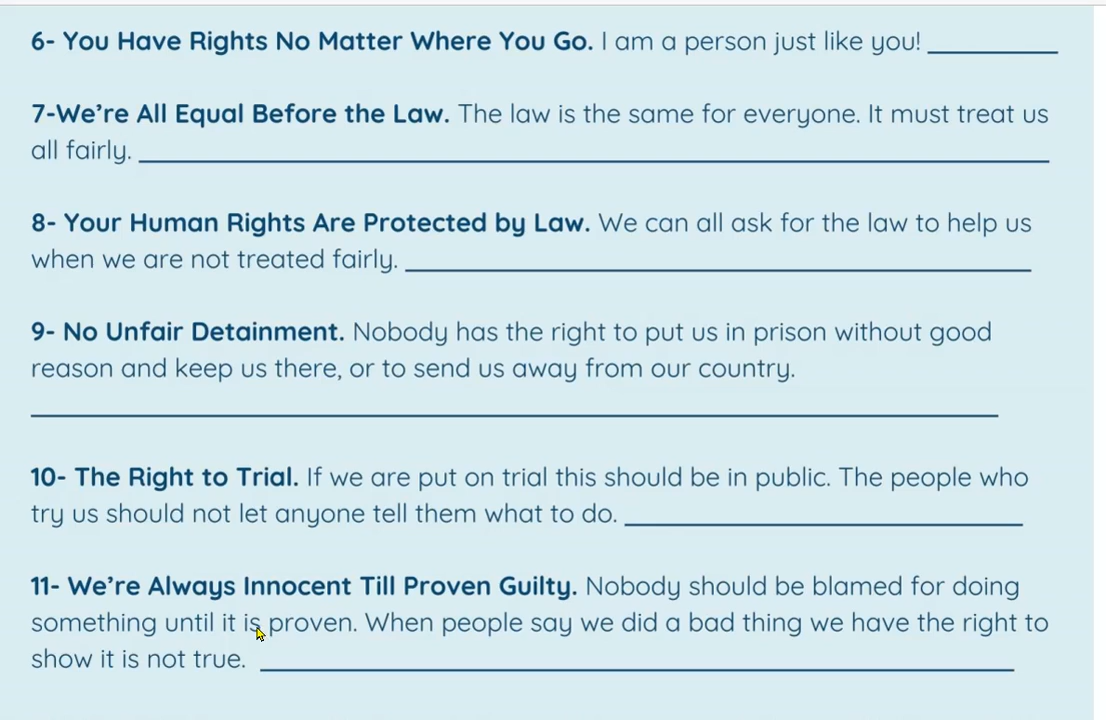 6- You Have Rights No Matter Where You Go. I am a person just like you! __________
7-We’re All Equal Before the Law. The law is the same for everyone. It must treat us
all fairly. __________
8- Your Human Rights Are Protected by Law. We can all ask for the law to help us
when we are not treated fairly. __________
9- No Unfair Detainment. Nobody has the right to put us in prison without good
reason and keep us there, or to send us away from our country.
__________
10- The Right to Trial. If we are put on trial this should be in public. The people who
try us should not let anyone tell them what to do. __________
11- We’re Always Innocent Till Proven Guilty. Nobody should be blamed for doing
something until it is proven. When people say we did a bad thing we have the right to
show it is not true. __________